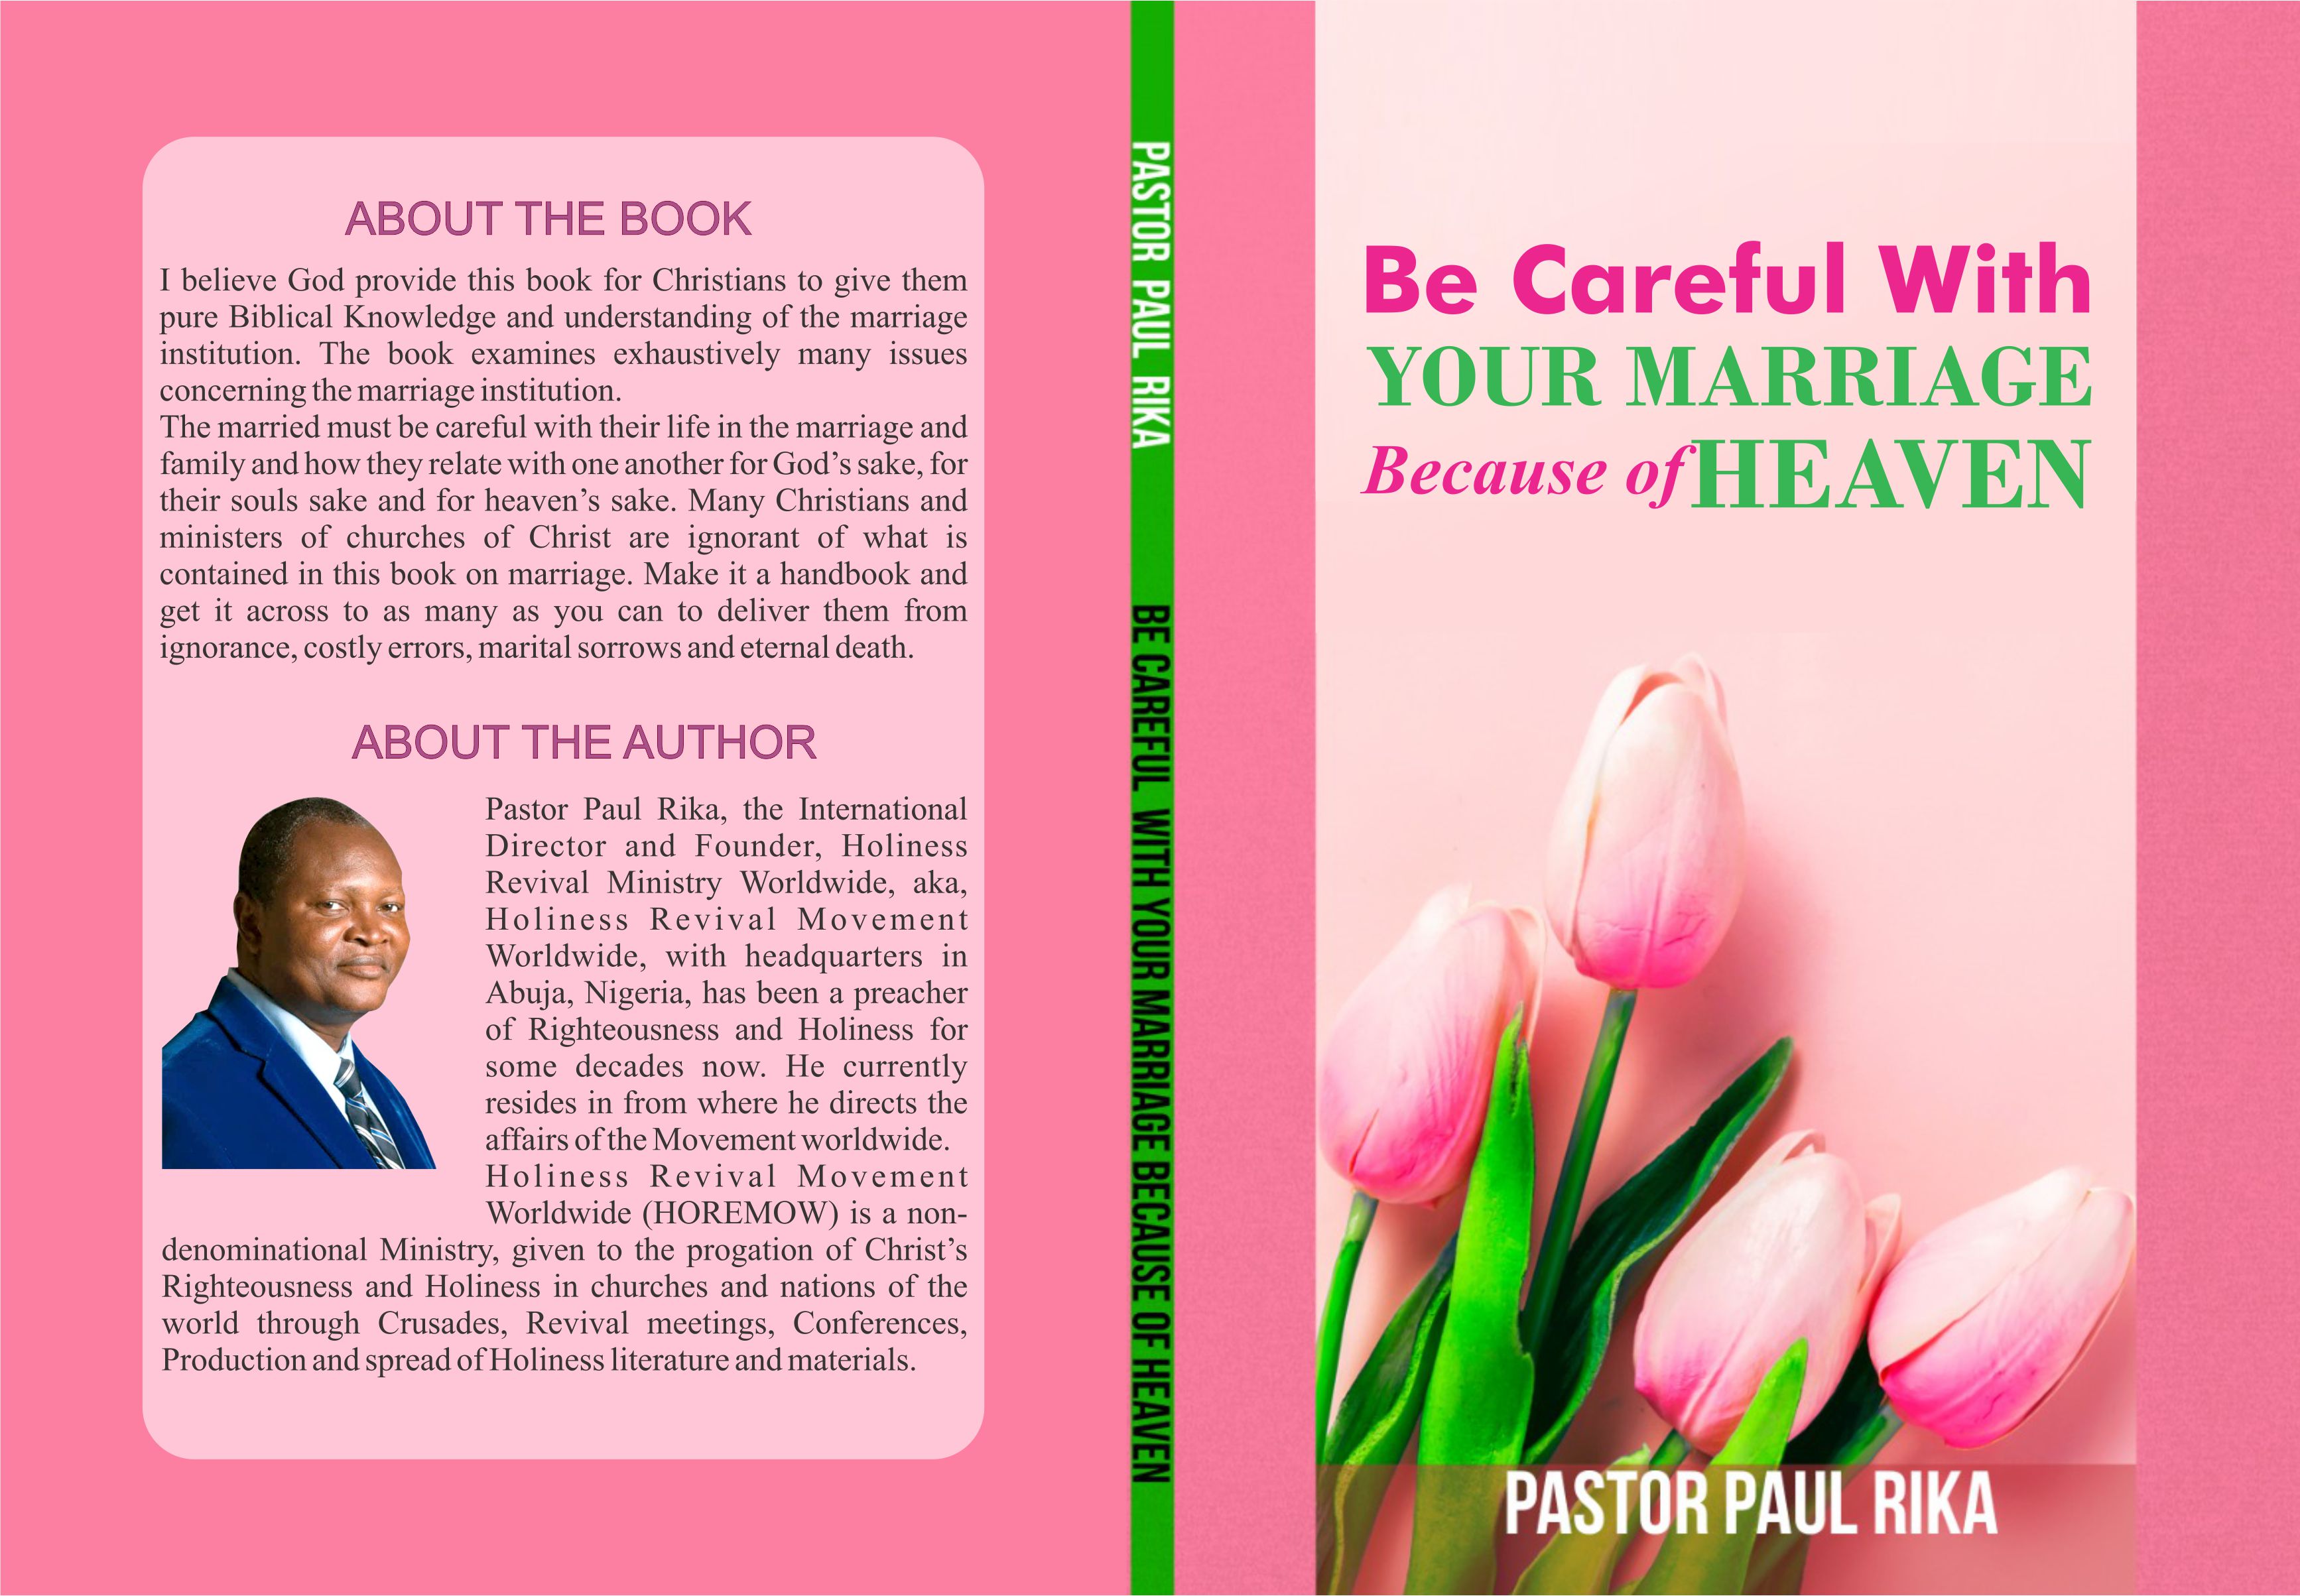 ABOUT THE BOOK
I believe God provide this book for Christians to give them
pure Biblical Knowledge and understanding of the marriage
institution. The book examines exhaustively many issues
concerning the marriage institution.
The married must be careful with their life in the marriage and
family and how they relate with one another for God’s sake, for
their souls sake and for heaven’s sake. Many Christians and
ministers of churches of Christ are ignorant of what is
contained in this book on marriage. Make it a handbook and
get it across to as many as you can to deliver them from
ignorance, costly errors, marital sorrows and eternal death.
ABOUT THE AUTHOR
Pastor Paul Rika, the International
Director and Founder, Holiness
Revival Ministry Worldwide, aka,
Holiness Revival Movement
Worldwide, with headquarters in
Abuja, Nigeria, has been a preacher
of Righteousness and Holiness for
some decades now. He currently
resides in from where he directs the
affairs of the Movement worldwide.
Holiness Revival Movement
Worldwide (HOREMOW) is a non-
denominational Ministry, given to the progation of Christ’s
Righteousness and Holiness in churches and nations of the
world through Crusades, Revival meetings, Conferences,
Production and spread of Holiness literature and materials.
PASTOR PAUL RIKA BE CAREFUL WITH YOUR MARRIAGE BECAUSE OF HEAVEN
Be Careful With
YOUR MARRIAGE
Because of HEAVEN
PASTOR PAUL RIKA